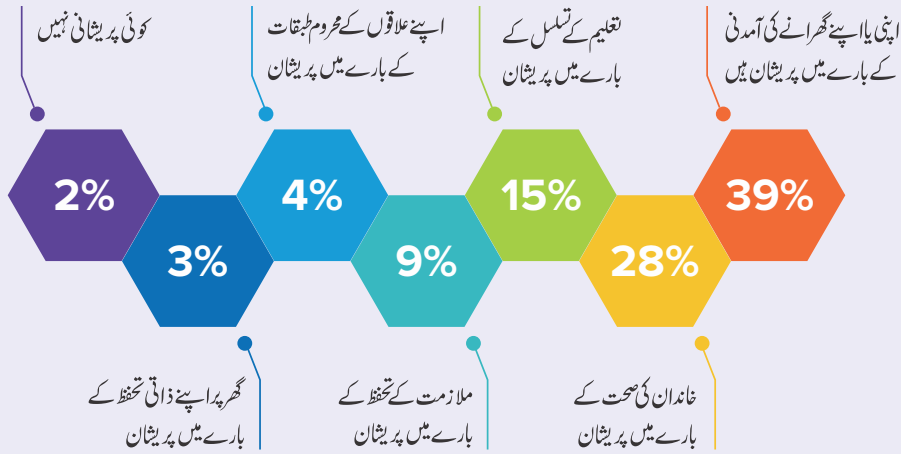 اپنی یا اپنے گھرانے کی آمدنی
کے بارے میں پریشان ہیں
تعلیم کے تسلسل کے
بارے میں پریشان
اپنے علاقوں کے محروم طبقات
کے بارے میں پریشان
کوئی پریشانی نہیں
39%
15%
4%
2%
28%
9%
3%
خاندان کی صحت کے
بارے میں پریشان
ملازمت کے تحفظ کے
بارے میں پریشان
گھر پر اپنے ذاتی تحفظ کے
بارے میں پریشان